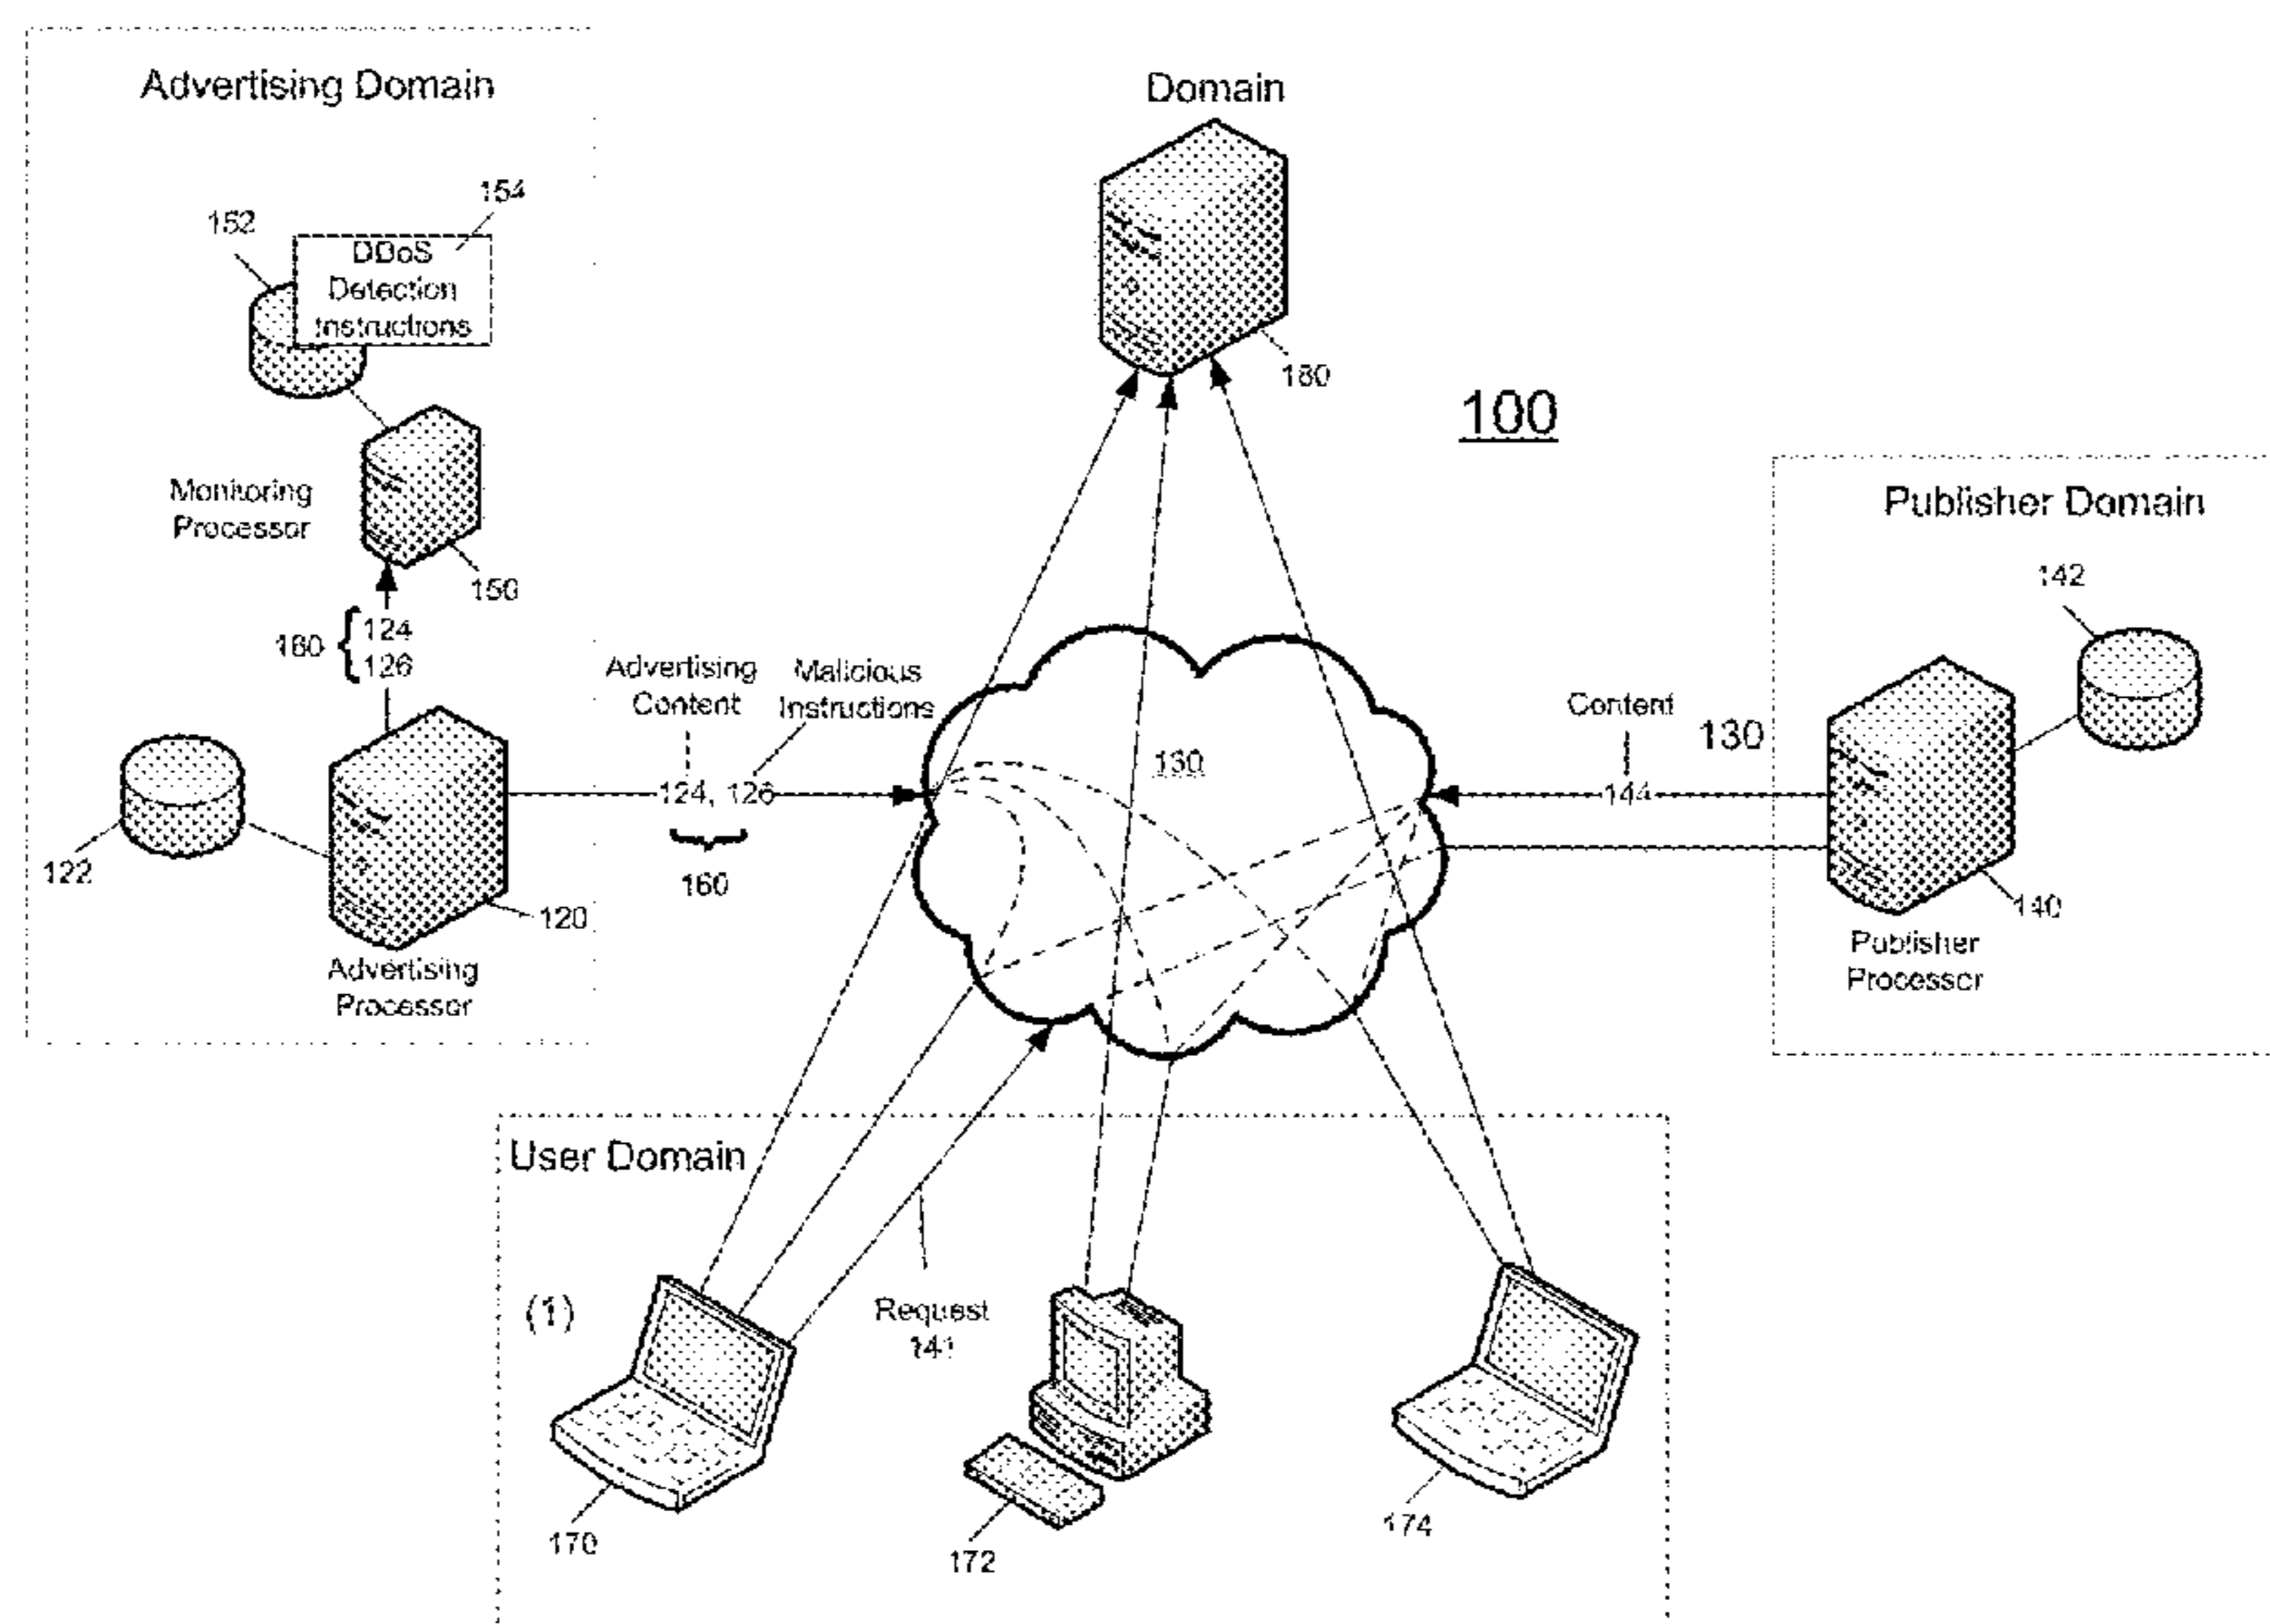 Advertising Domain
Domain
154
152
DDoS
Detection
Instructions
180
100
Monitoring
Processor
150
Publisher Domain
142
160
124
126
Advertising
Content
Malicious
Instructions
Content
130
130
124, 126
144
160
122
120
140
Advertising
Processor
Publisher
Processor
User Domain
(1)
Request
141
170
172
174